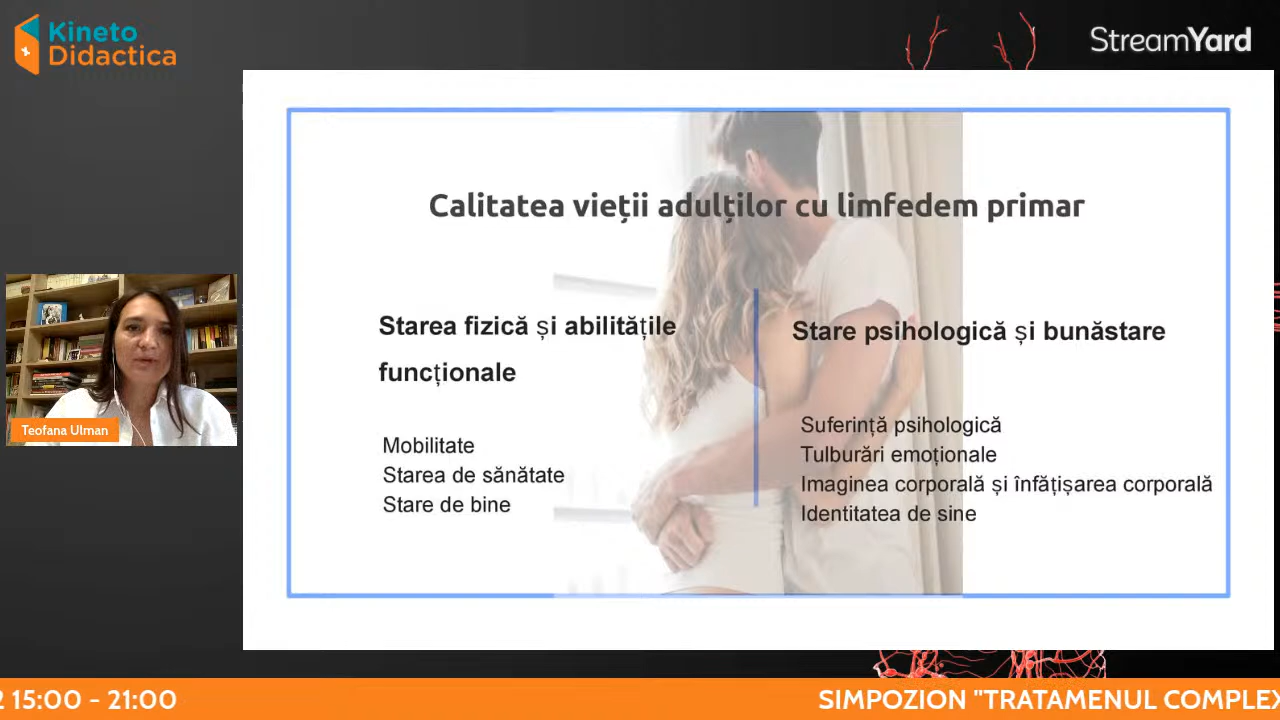 Kineto
Didactica
StreamYard
Calitatea vieții adulților cu limfedem primar
Starea fizică și abilitățile
funcționale
Mobilitate
Starea de sănătate
Stare de bine
Stare psihologică și bunăstare
Suferință psihologică
Tulburări emoționale
Imaginea corporală și înfățișarea corporală
Identitatea de sine
Teofana Ulman
2 15:00 - 21:00
SIMPOZION "TRATAMENUL COMPLEX